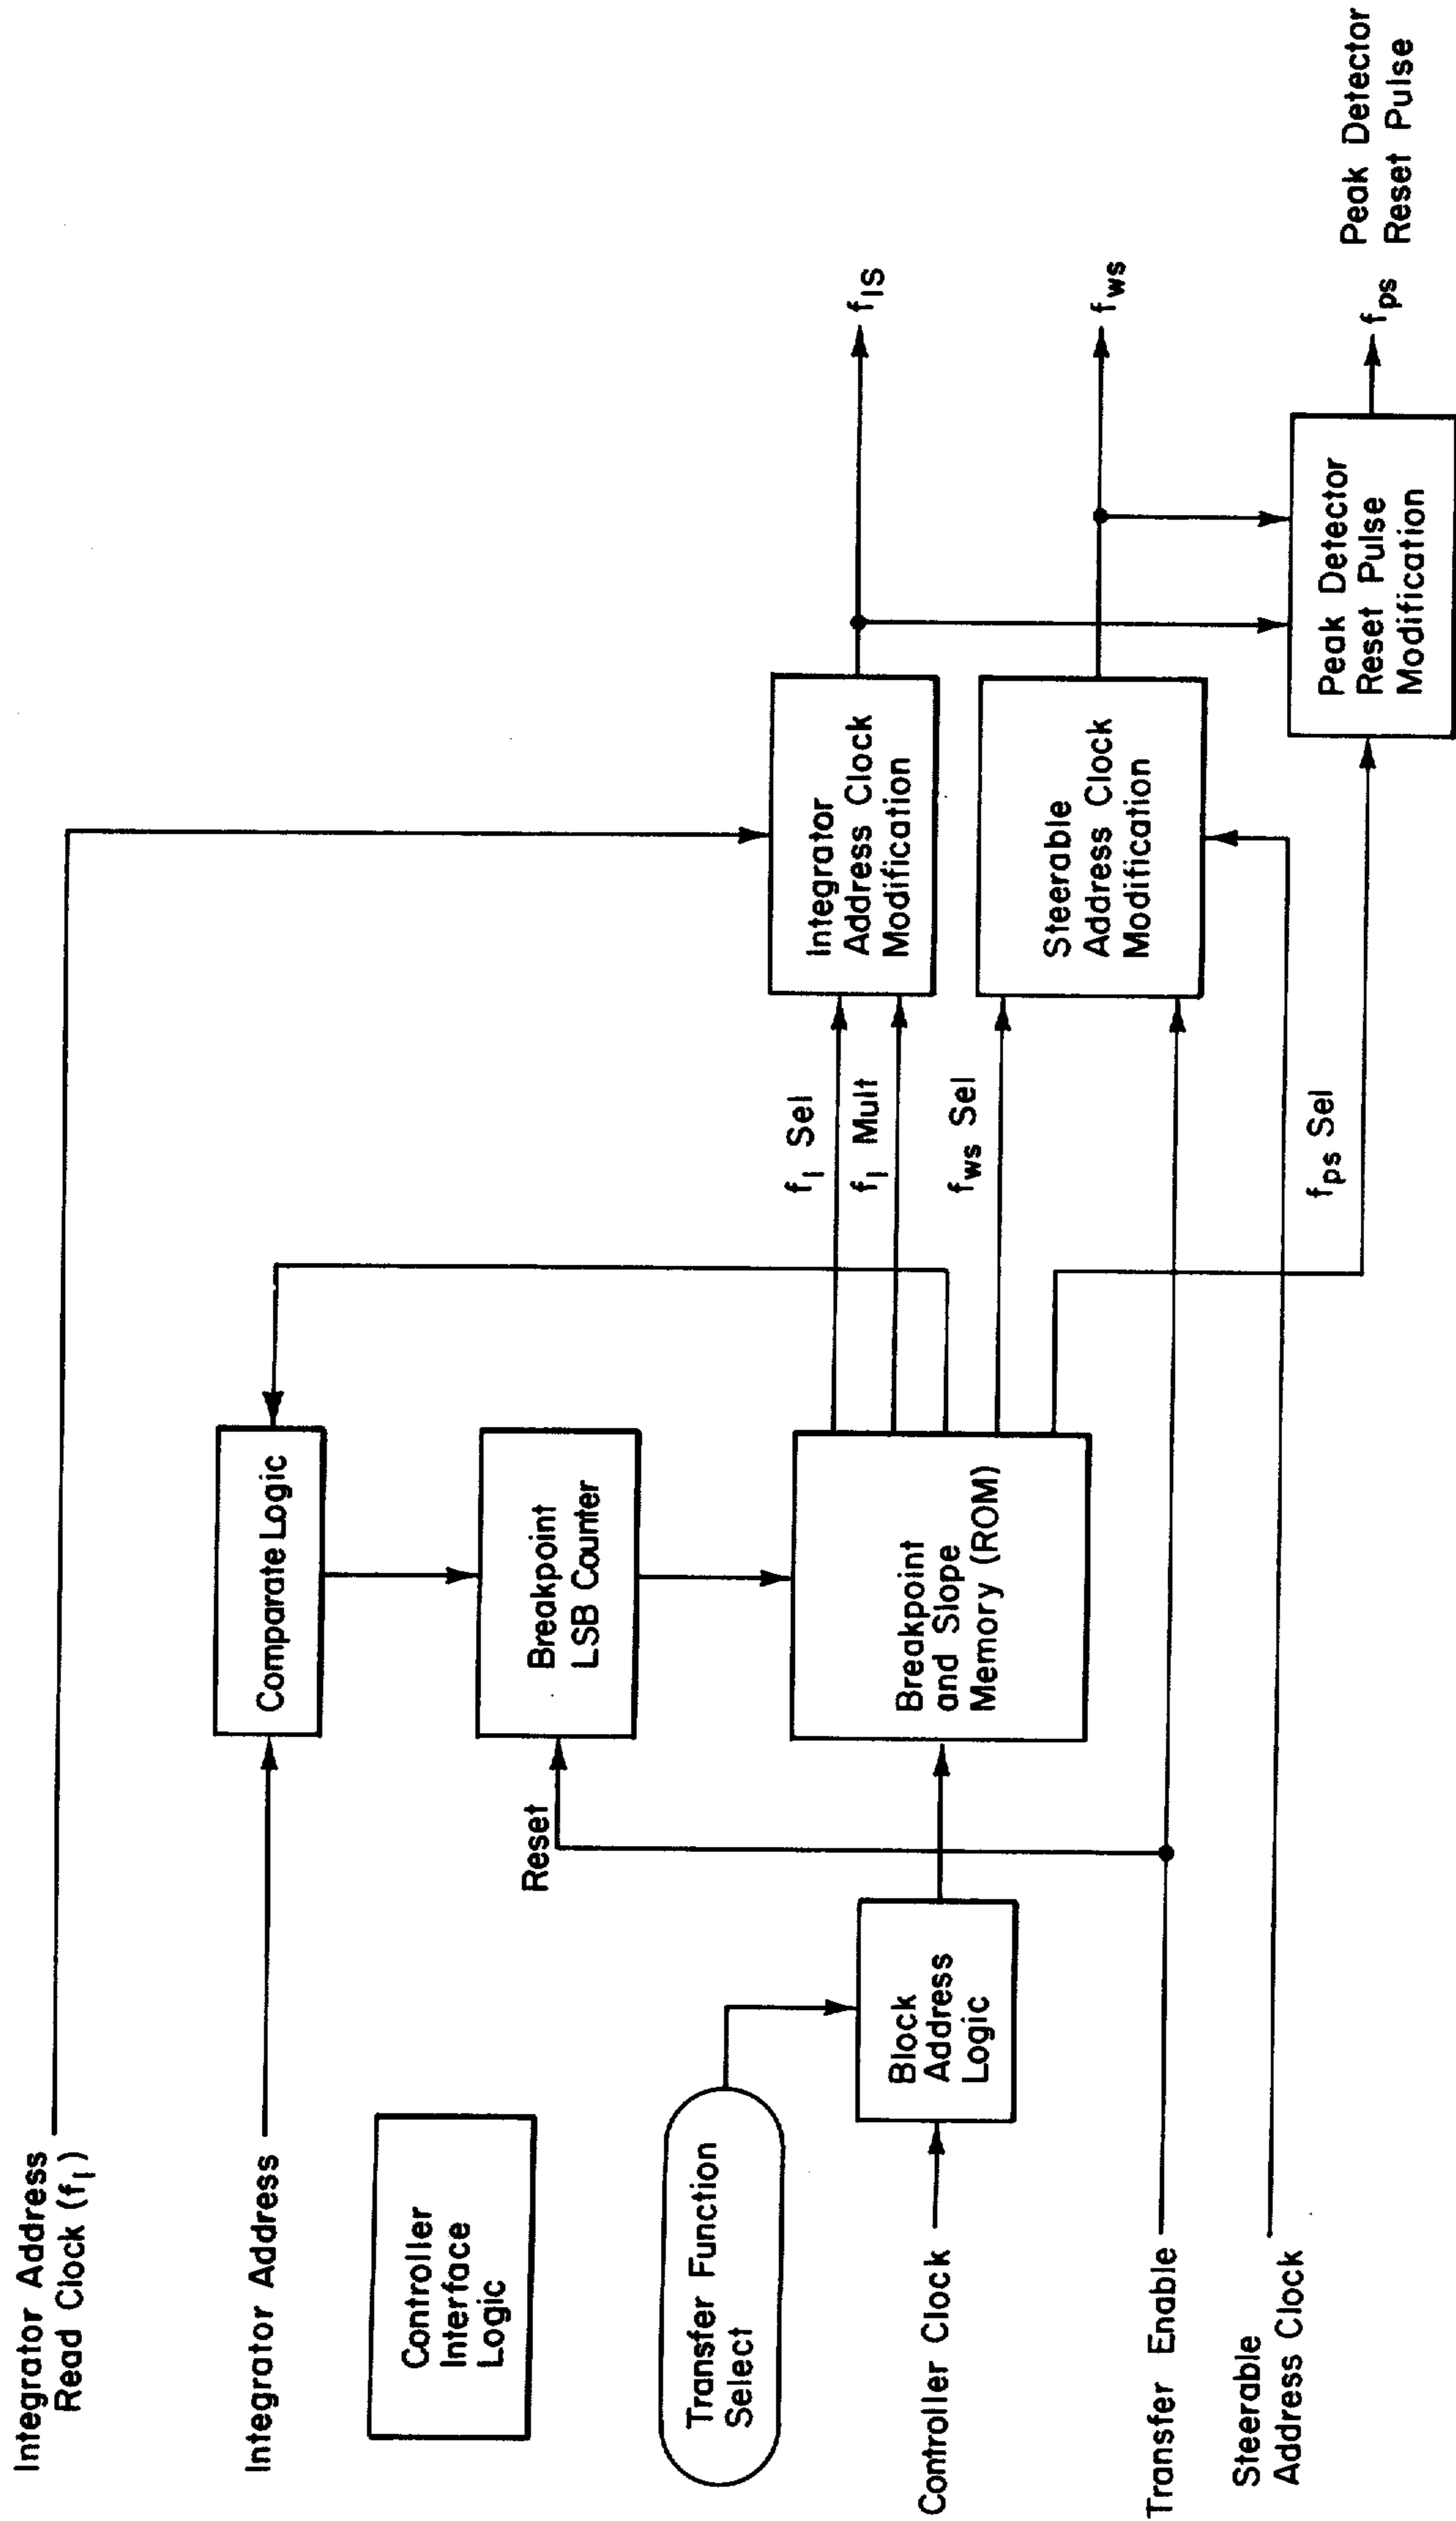 Integrator Address
Read Clock (fI)
Integrator Address
Controller
Interface
Logic
Transfer Function
Select
Controller Clock
Transfer Enable
Steerable
Address Clock
Block
Address
Logic
Reset
Comparate Logic
Breakpoint
LSB Counter
Breakpoint
and Slope
Memory (ROM)
fI Sel
fI Mult
fws Sel
fps Sel
Integrator
Address Clock
Modification
Steerable
Address Clock
Modification
Peak Detector
Reset Pulse
Modification
fIS
fws
fps
Peak Detector
Reset Pulse